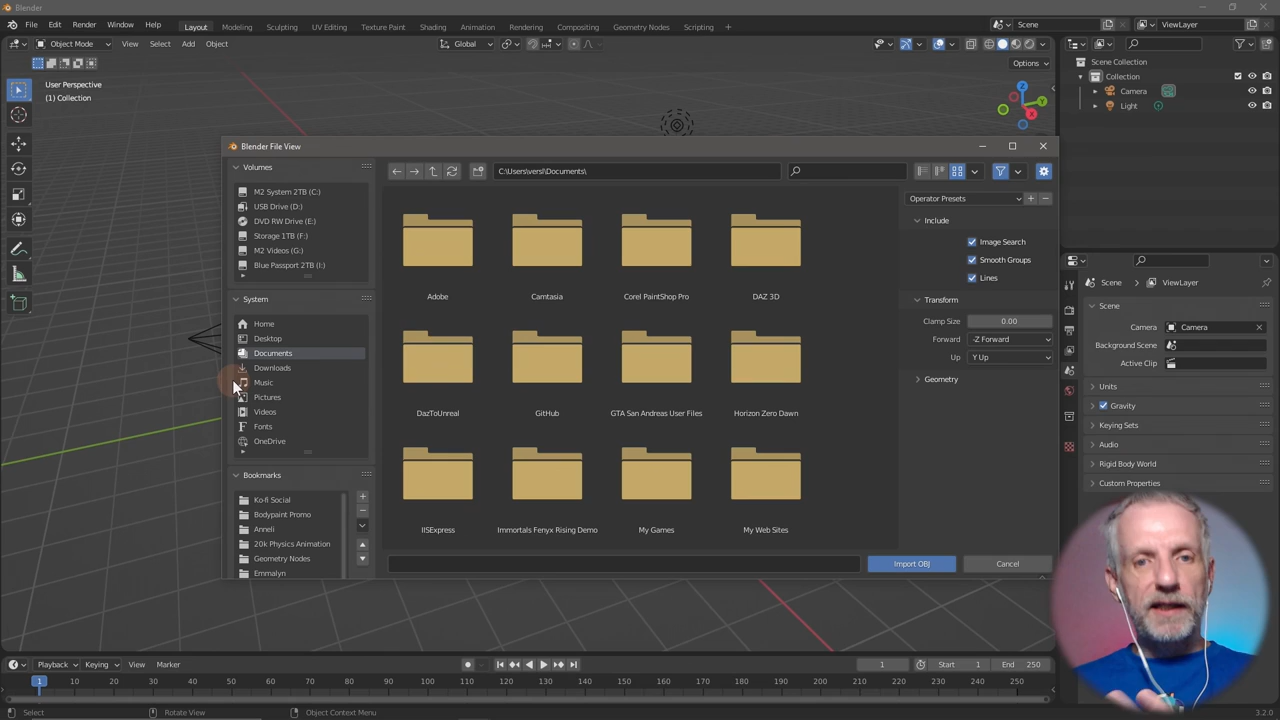 Blender
File Edit Render Window Help Layout Modeling Sculpting UV Editing Texture Paint Shading Animation Rendering Compositing Geometry Nodes Scripting + Scene ViewLayer
Object Mode View Select Add Object Global
Options
User Perspective
(1) Collection
Scene Collection
Collection
Camera
Light
Blender File View
Volumes
M2 System 2TB (C:)
USB Drive (D:)
DVD RW Drive (E:)
Storage 1TB (F:)
M2 Videos (G:)
Blue Passport 2TB (I:)
System
Home
Desktop
Documents
Downloads
Music
Pictures
Videos
Fonts
OneDrive
Bookmarks
Ko-fi Social
Bodypaint Promo
Anneli
20k Physics Animation
Geometry Nodes
Emmalyn
C:\Users\versl\Documents\
Adobe Camtasia Corel PaintShop Pro DAZ 3D
DazToUnreal GitHub GTA San Andreas User Files Horizon Zero Dawn
IISExpress Immortals Fenyx Rising Demo My Games My Web Sites
Operator Presets
Include
Image Search
Smooth Groups
Lines
Transform
Clamp Size 0.00
Forward -Z Forward
Up Y Up
Geometry
Import OBJ Cancel
Scene ViewLayer
Scene
Camera Camera
Background Scene
Active Clip
Units
Gravity
Keying Sets
Audio
Rigid Body World
Custom Properties
Z
Y
X
Playback Keying View Marker 1 Start 1 End 250
1 10 20 30 40 50 60 70 80 90 100 110 120 130 140 150 160 170 180 190 200 210 220 230 240 250
Select Rotate View Object Context Menu 3.2.0